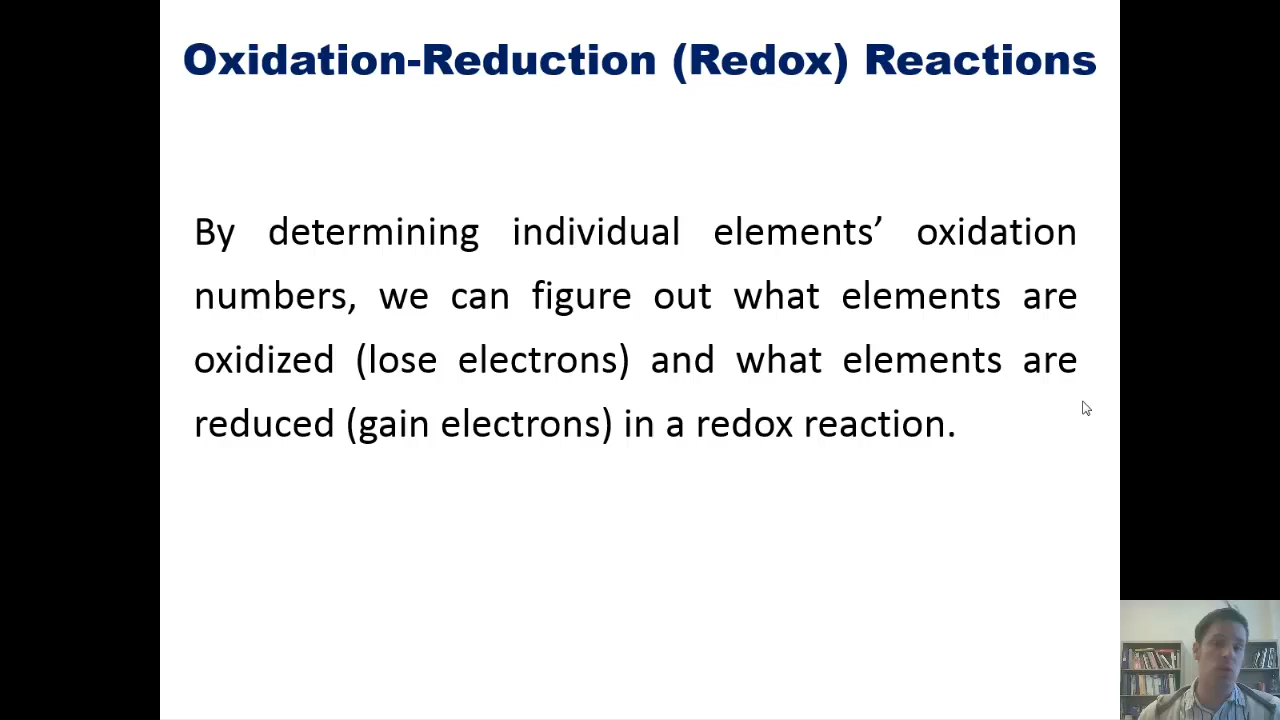 Oxidation-Reduction (Redox) Reactions
By determining individual elements’ oxidation
numbers, we can figure out what elements are
oxidized (lose electrons) and what elements are
reduced (gain electrons) in a redox reaction.